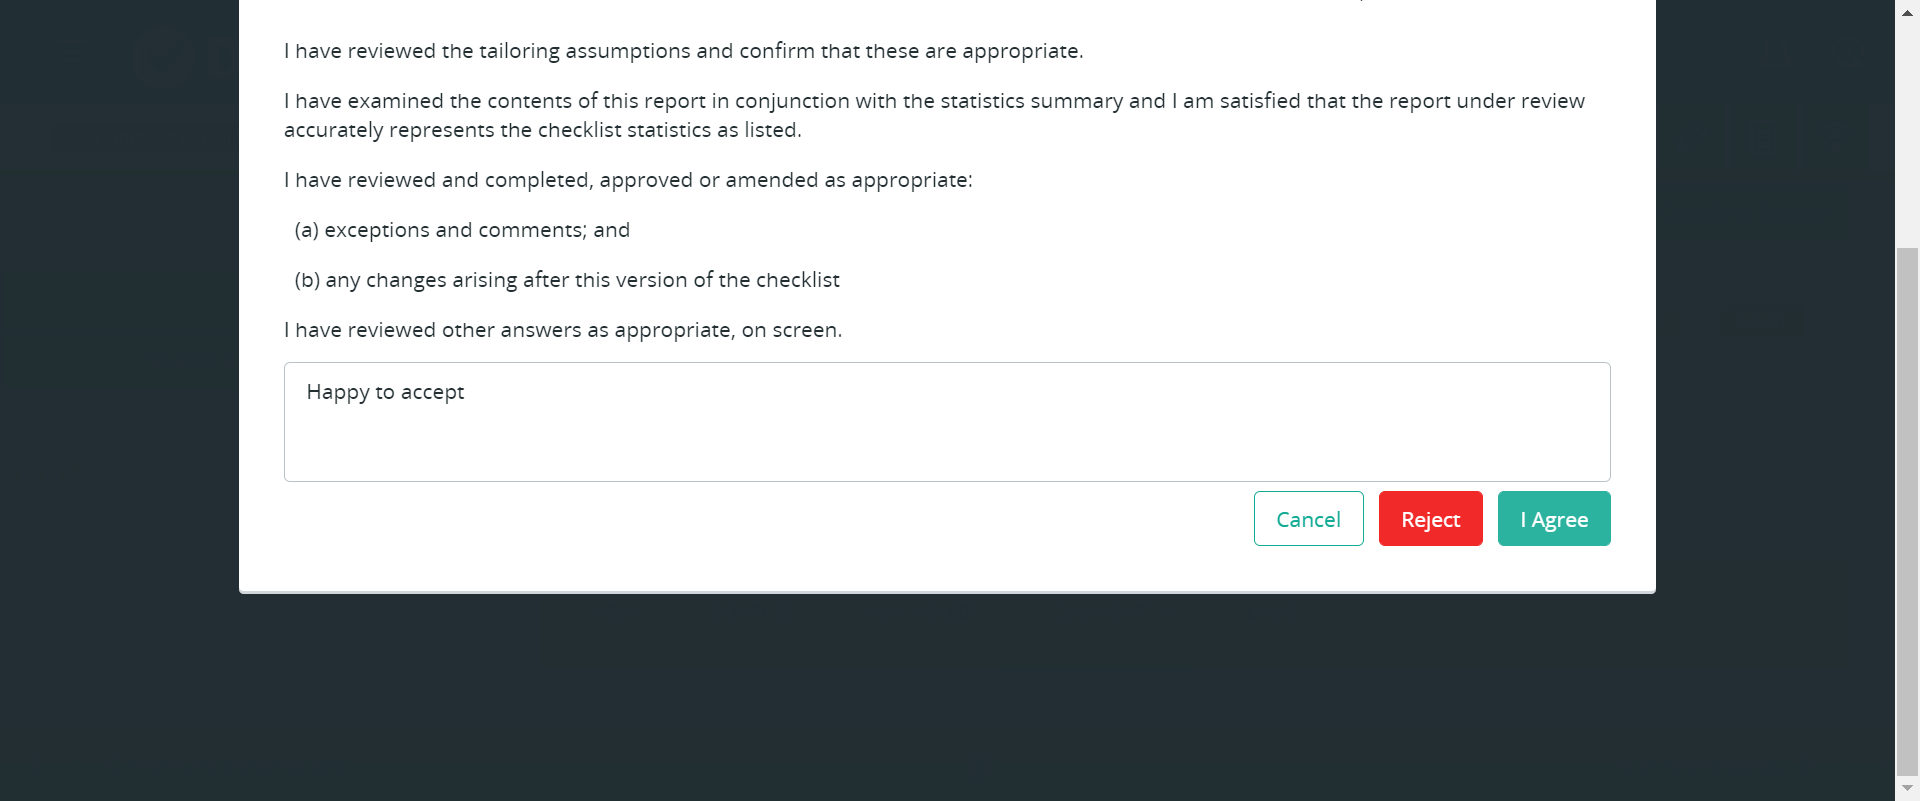 I have reviewed the tailoring assumptions and confirm that these are appropriate.
I have examined the contents of this report in conjunction with the statistics summary and I am satisfied that the report under review
accurately represents the checklist statistics as listed.
I have reviewed and completed, approved or amended as appropriate:
(a) exceptions and comments; and
(b) any changes arising after this version of the checklist
I have reviewed other answers as appropriate, on screen.
Happy to accept
Cancel
Reject
I Agree